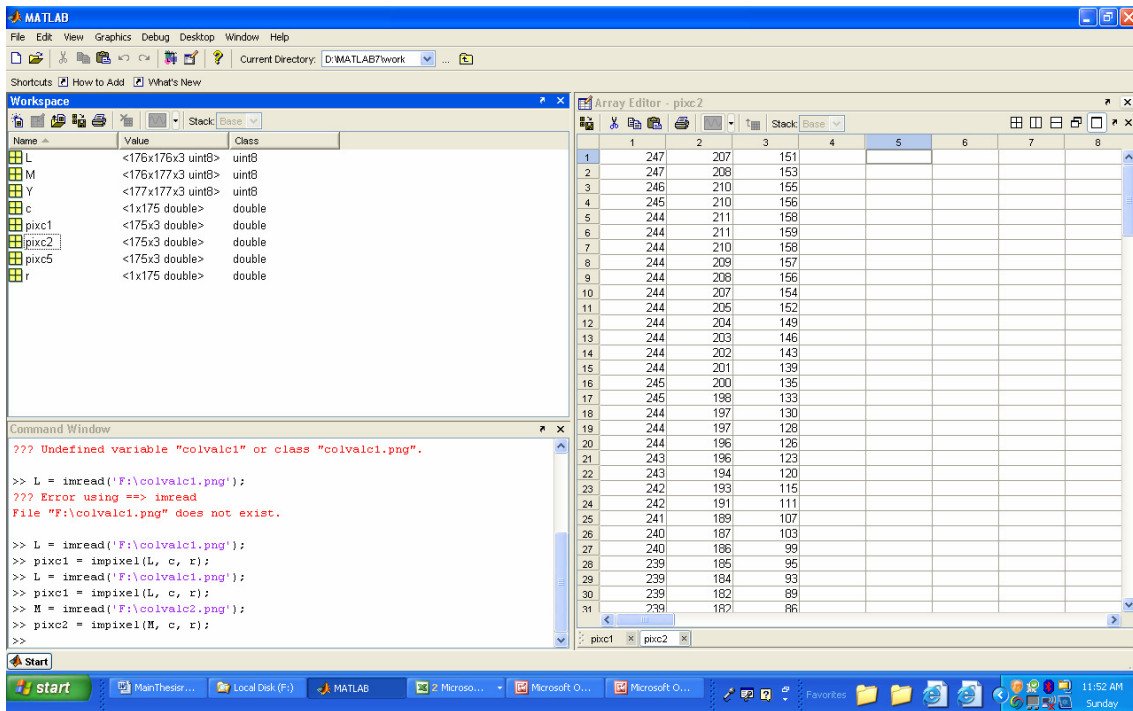 MATLAB
File Edit View Graphics Debug Desktop Window Help
Current Directory: D:\MATLAB7\work ...
Shortcuts How to Add What's New
Workspace
Stack: Base
Name Value Class
L <176x176x3 uint8> uint8
M <176x177x3 uint8> uint8
Y <177x177x3 uint8> uint8
c <1x175 double> double
pixc1 <175x3 double> double
pixc2 <175x3 double> double
pixc5 <175x3 double> double
r <1x175 double> double
Command Window
??? Undefined variable "colvalc1" or class "colvalc1.png".
>> L = imread('F:\colvalc1.png');
??? Error using ==> imread
File "F:\colvalc1.png" does not exist.
>> L = imread('F:\colvalc1.png');
>> pixc1 = impixel(L, c, r);
>> L = imread('F:\colvalc1.png');
>> pixc1 = impixel(L, c, r);
>> M = imread('F:\colvalc2.png');
>> pixc2 = impixel(M, c, r);
>>
Array Editor - pixc2
Stack: Base
1 2 3 4 5 6 7 8
1 247 207 151
2 247 208 153
3 246 210 155
4 245 210 156
5 244 211 158
6 244 211 159
7 244 210 158
8 244 209 157
9 244 208 156
10 244 207 154
11 244 205 152
12 244 204 149
13 244 203 146
14 244 202 143
15 244 201 139
16 245 200 135
17 245 198 133
18 244 197 130
19 244 197 128
20 244 196 126
21 243 196 123
22 243 194 120
23 242 193 115
24 242 191 111
25 241 189 107
26 240 187 103
27 240 186 99
28 239 185 95
29 239 184 93
30 239 182 89
31 239 182 86
pixc1 pixc2
Start
start MainThesisr... Local Disk (F:) MATLAB 2 Microso... Microsoft O... Microsoft O... Favorites 11:52 AM
Sunday